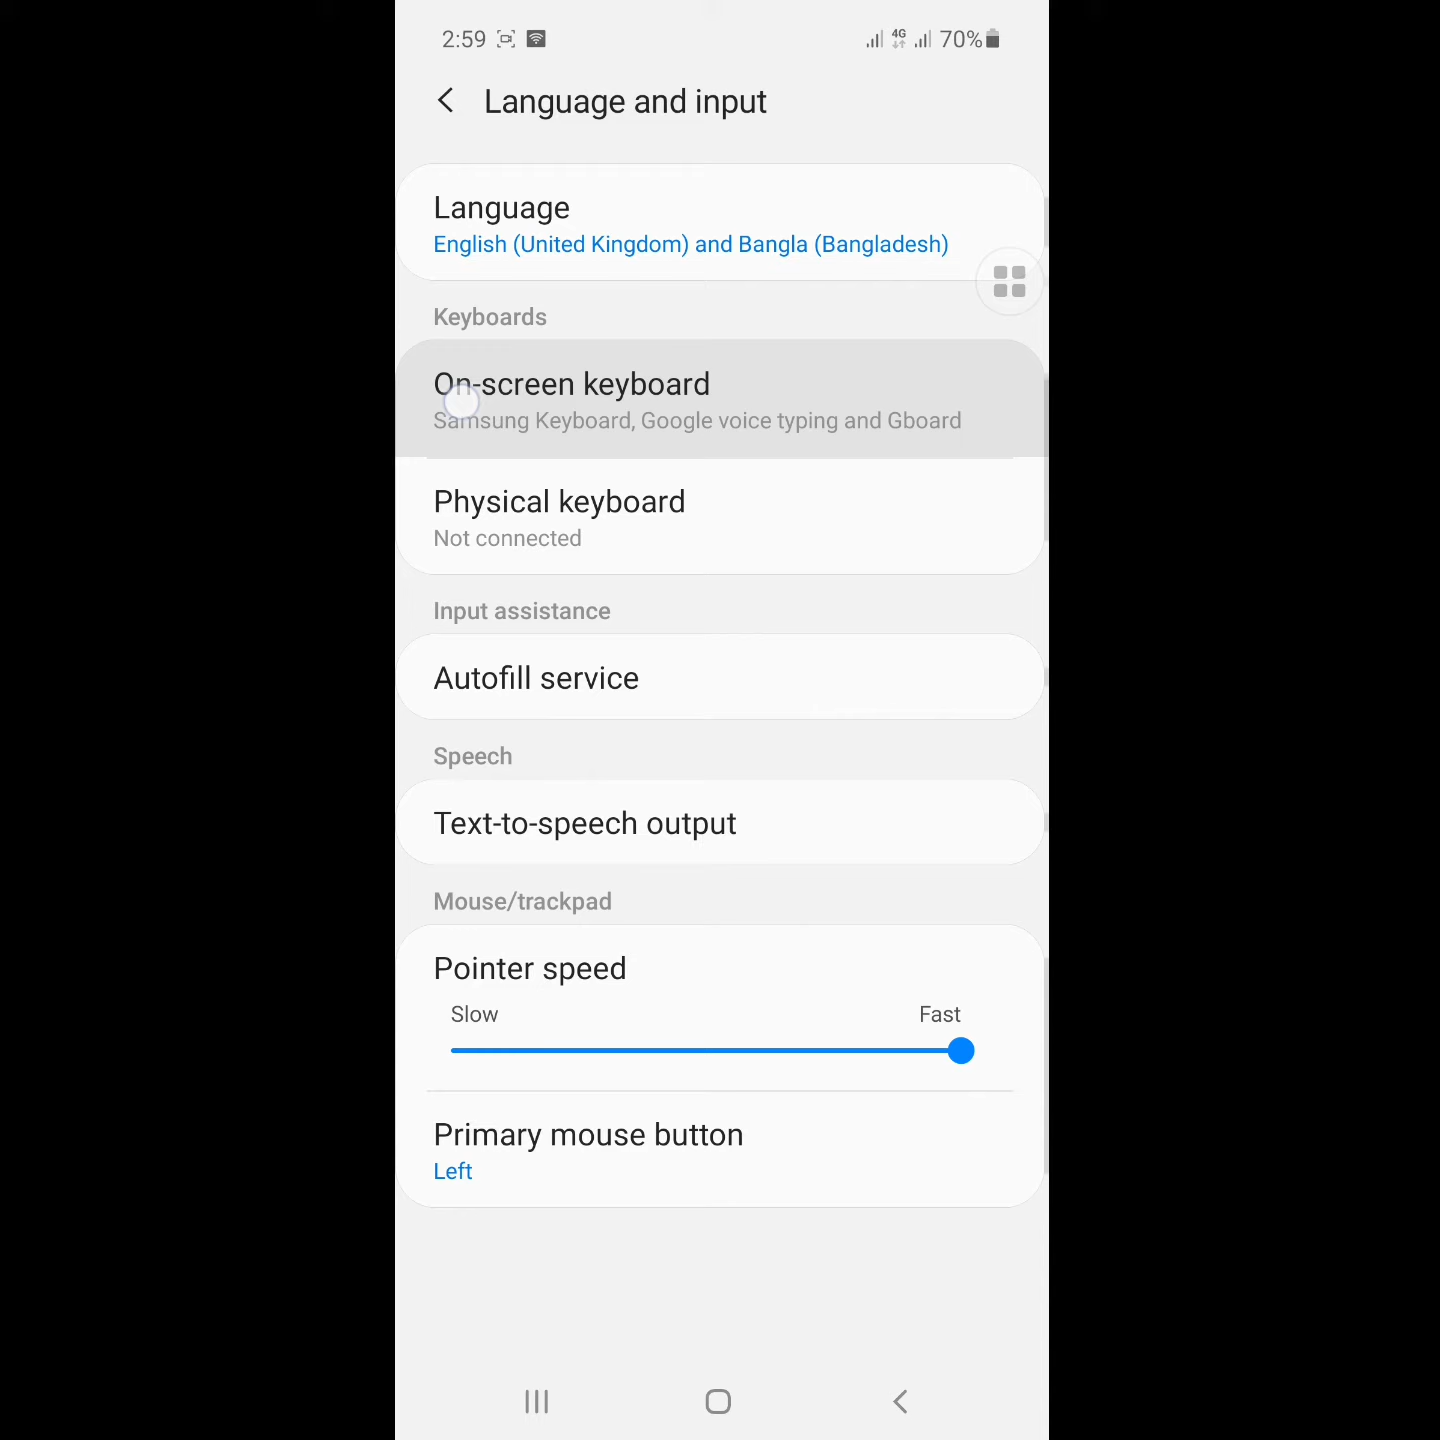 2:59 4G 70%
Language and input
Language
English (United Kingdom) and Bangla (Bangladesh)
Keyboards
On-screen keyboard
Samsung Keyboard, Google voice typing and Gboard
Physical keyboard
Not connected
Input assistance
Autofill service
Speech
Text-to-speech output
Mouse/trackpad
Pointer speed
Slow Fast
Primary mouse button
Left